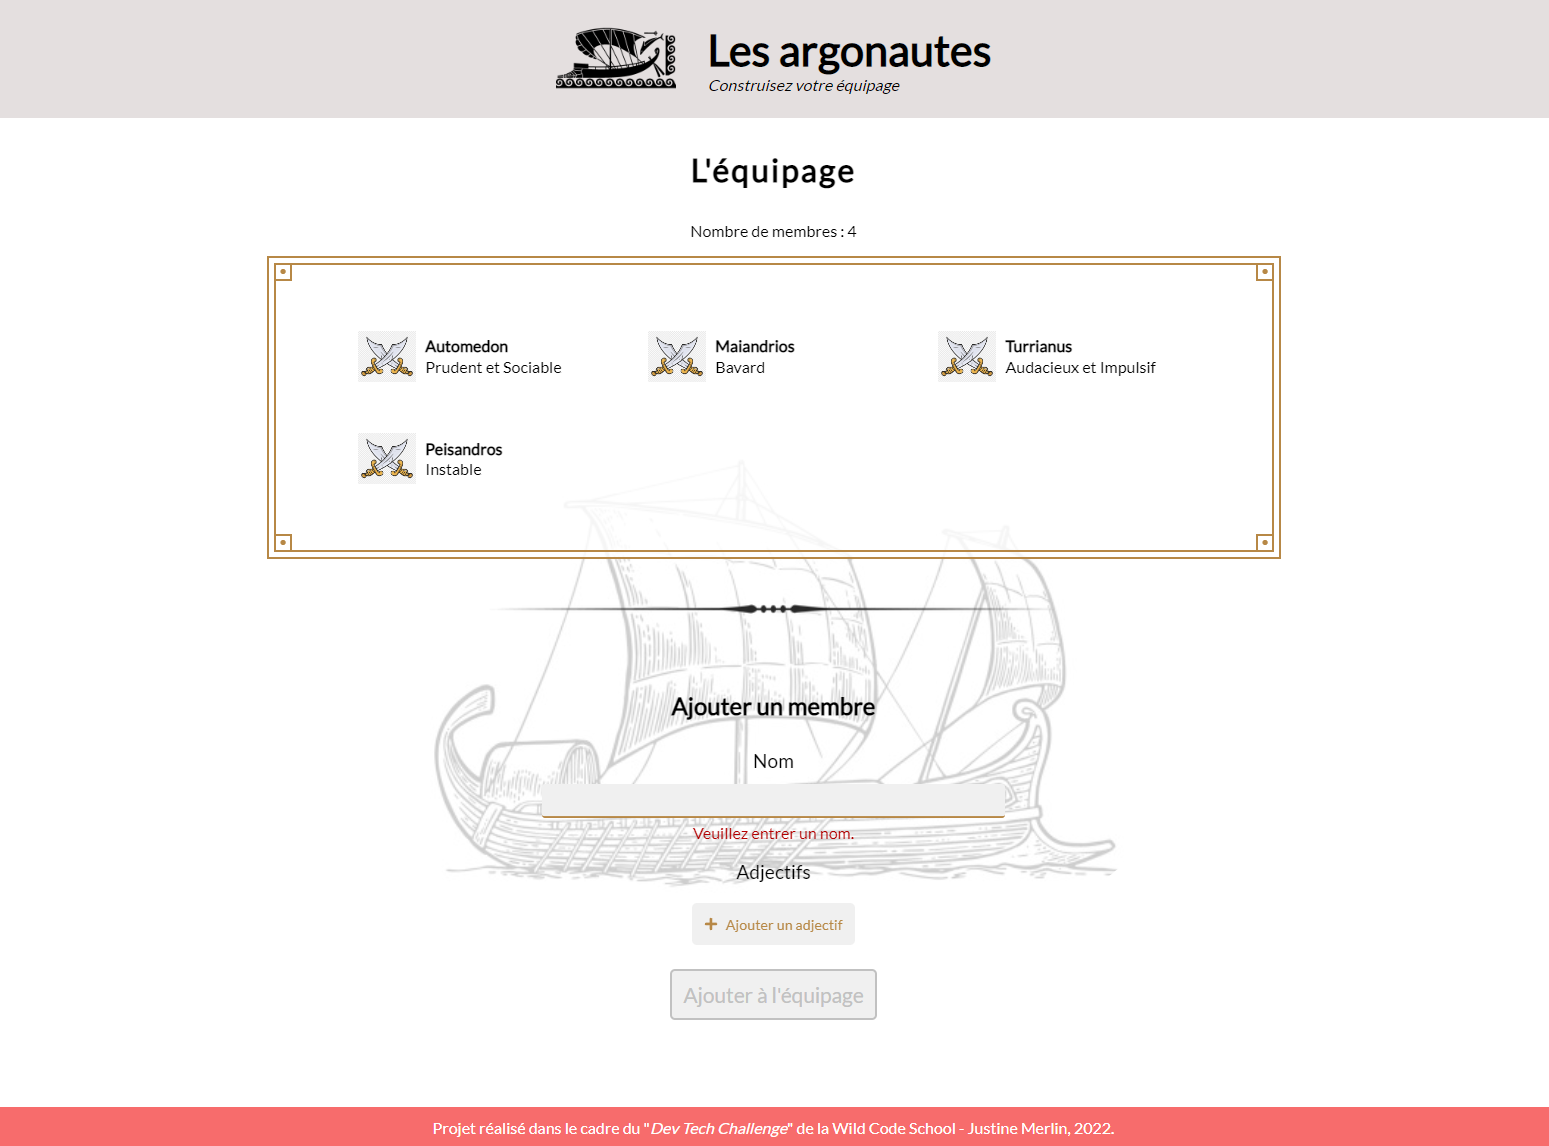 Les argonautes
Construisez votre équipage
L'équipage
Nombre de membres : 4
Automedon
Prudent et Sociable
Maiandrios
Bavard
Turrianus
Audacieux et Impulsif
Peisandros
Instable
Ajouter un membre
Nom
Veuillez entrer un nom.
Adjectifs
+ Ajouter un adjectif
Ajouter à l'équipage
Projet réalisé dans le cadre du "Dev Tech Challenge" de la Wild Code School - Justine Merlin, 2022.